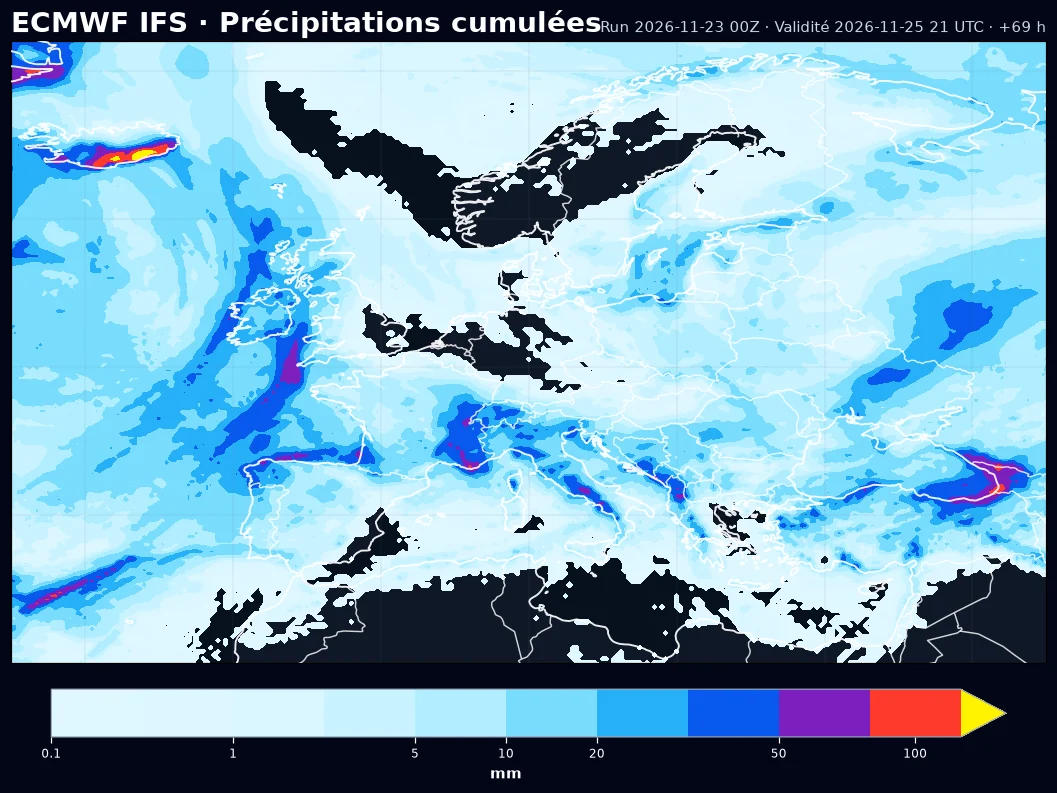 ECMWF IFS · Précipitations cumulées
Run 2026-11-23 00Z · Validité 2026-11-25 21 UTC · +69 h
0.1 1 5 10 20 50 100
mm